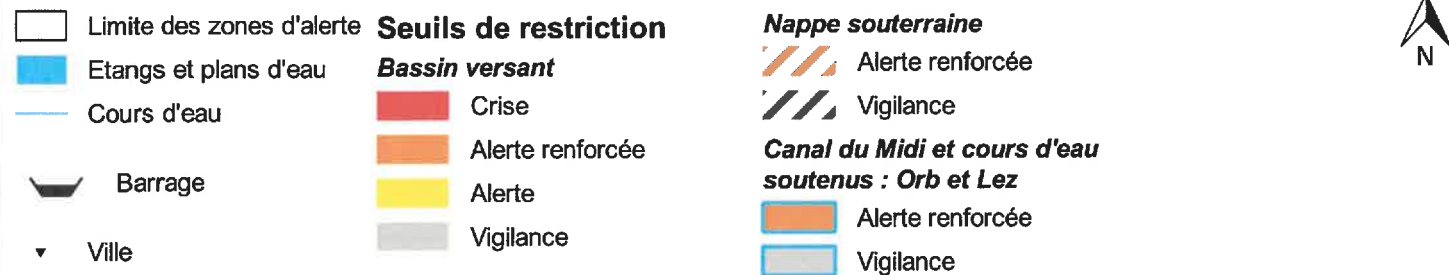 Limite des zones d'alerte
Etangs et plans d'eau
Cours d'eau
Barrage
Ville
Seuils de restriction
Bassin versant
Crise
Alerte renforcée
Alerte
Vigilance
Nappe souterraine
Alerte renforcée
Vigilance
Canal du Midi et cours d'eau
soutenus : Orb et Lez
Alerte renforcée
Vigilance
N